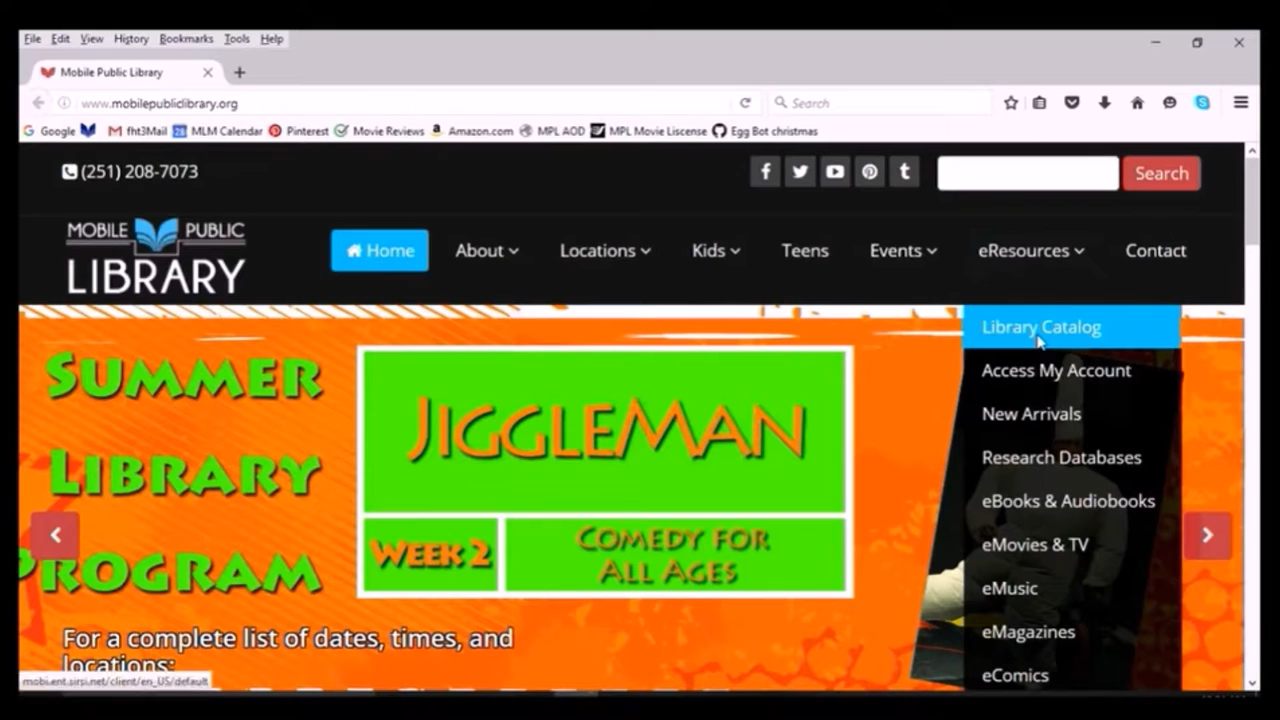 File Edit View History Bookmarks Tools Help
Mobile Public Library
www.mobilepubliclibrary.org
Search
Google fht3Mail MLM Calendar Pinterest Movie Reviews Amazon.com MPL AOD MPL Movie Liscense Egg Bot christmas
(251) 208-7073
Search
MOBILE PUBLIC
LIBRARY
Home About Locations Kids Teens Events eResources Contact
Library Catalog
Access My Account
New Arrivals
Research Databases
eBooks & Audiobooks
eMovies & TV
eMusic
eMagazines
eComics
Summer
Library
Program
JiggleMan
Week 2
Comedy for
All Ages
For a complete list of dates, times, and
locations:
mobi.ent.sirsi.net/client/en_US/default